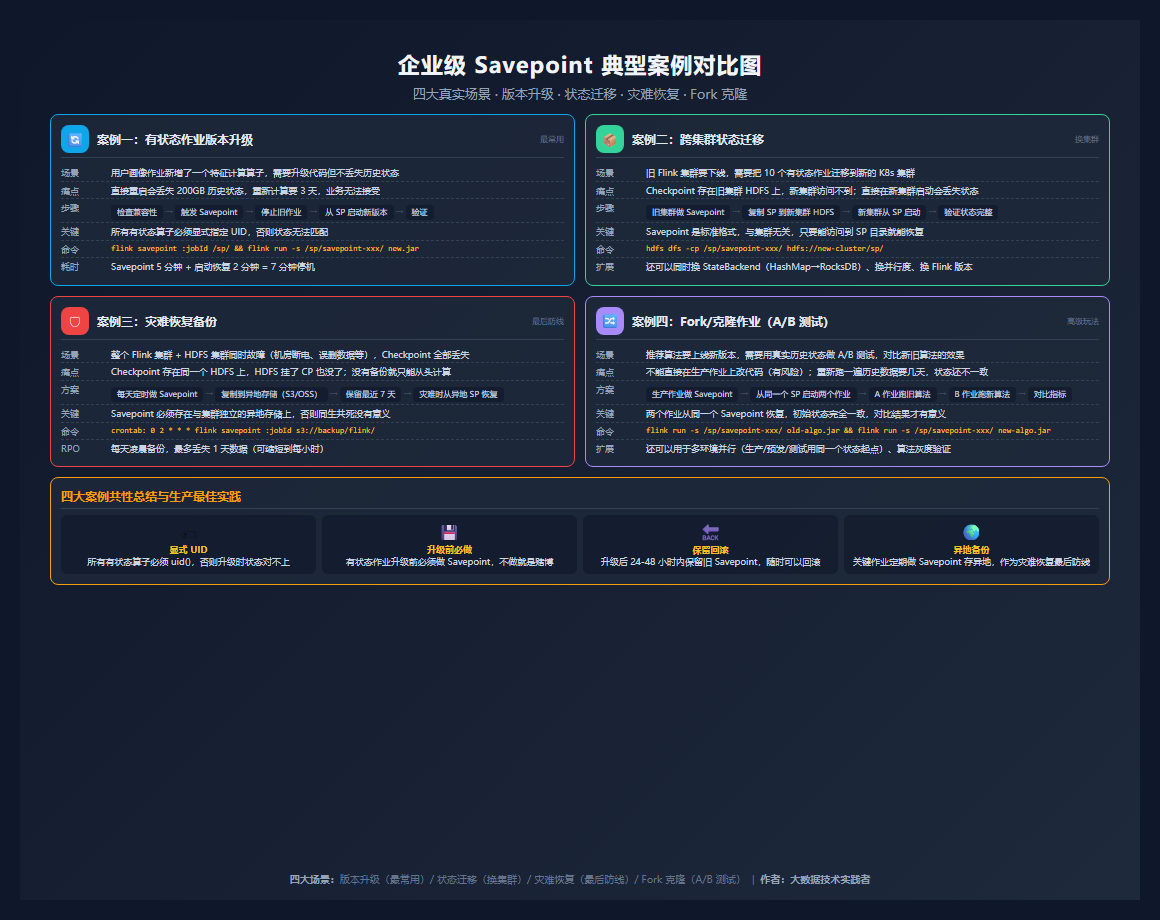 企业级 Savepoint 典型案例对比图
四大真实场景 · 版本升级 · 状态迁移 · 灾难恢复 · Fork 克隆
案例一：有状态作业版本升级
最常用
场景 用户画像作业新增了一个特征计算算子，需要升级代码但不丢失历史状态
痛点 直接重启会丢失 200GB 历史状态，重新计算要 3 天，业务无法接受
步骤 检查兼容性 → 触发 Savepoint → 停止旧作业 → 从 SP 启动新版本 → 验证
关键 所有有状态算子必须显式指定 UID，否则状态无法匹配
命令 flink savepoint :jobId /sp/ && flink run -s /sp/savepoint-xxx/ new.jar
耗时 Savepoint 5 分钟 + 启动恢复 2 分钟 = 7 分钟停机
案例二：跨集群状态迁移
换集群
场景 旧 Flink 集群要下线，需要把 10 个有状态作业迁移到新的 K8s 集群
痛点 Checkpoint 存在旧集群 HDFS 上，新集群访问不到；直接在新集群启动会丢失状态
步骤 旧集群做 Savepoint → 复制 SP 到新集群 HDFS → 新集群从 SP 启动 → 验证状态完整
关键 Savepoint 是标准格式，与集群无关，只要能访问到 SP 目录就能恢复
命令 hdfs dfs -cp /sp/savepoint-xxx/ hdfs://new-cluster/sp/
扩展 还可以同时换 StateBackend（HashMap→RocksDB）、换并行度、换 Flink 版本
案例三：灾难恢复备份
最后防线
场景 整个 Flink 集群 + HDFS 集群同时故障（机房断电、误删数据等），Checkpoint 全部丢失
痛点 Checkpoint 存在同一个 HDFS 上，HDFS 挂了 CP 也没了；没有备份就只能从头计算
方案 每天定时做 Savepoint → 复制到异地存储（S3/OSS） → 保留最近 7 天 → 灾难时从异地 SP 恢复
关键 Savepoint 必须存在与集群独立的异地存储上，否则同生共死没有意义
命令 crontab: 0 2 * * * flink savepoint :jobId s3://backup/flink/
RPO 每天凌晨备份，最多丢失 1 天数据（可缩短到每小时）
案例四：Fork/克隆作业（A/B 测试）
高级玩法
场景 推荐算法要上线新版本，需要用真实历史状态做 A/B 测试，对比新旧算法的效果
痛点 不能直接在生产作业上改代码（有风险）；重新跑一遍历史数据要几天，状态还不一致
方案 生产作业做 Savepoint → 从同一个 SP 启动两个作业 → A 作业跑旧算法 → B 作业跑新算法 → 对比指标
关键 两个作业从同一个 Savepoint 恢复，初始状态完全一致，对比结果才有意义
命令 flink run -s /sp/savepoint-xxx/ old-algo.jar && flink run -s /sp/savepoint-xxx/ new-algo.jar
扩展 还可以用于多环境并行（生产/预发/测试用同一个状态起点）、算法灰度验证
四大案例共性总结与生产最佳实践
显式 UID
所有有状态算子必须 uid()，否则升级时状态对不上
升级前必做
有状态作业升级前必须做 Savepoint，不做就是赌博
BACK
保留回滚
升级后 24-48 小时内保留旧 Savepoint，随时可以回滚
异地备份
关键作业定期做 Savepoint 存异地，作为灾难恢复最后防线
四大场景：版本升级（最常用）/ 状态迁移（换集群）/ 灾难恢复（最后防线）/ Fork 克隆（A/B 测试） | 作者：大数据技术实践者